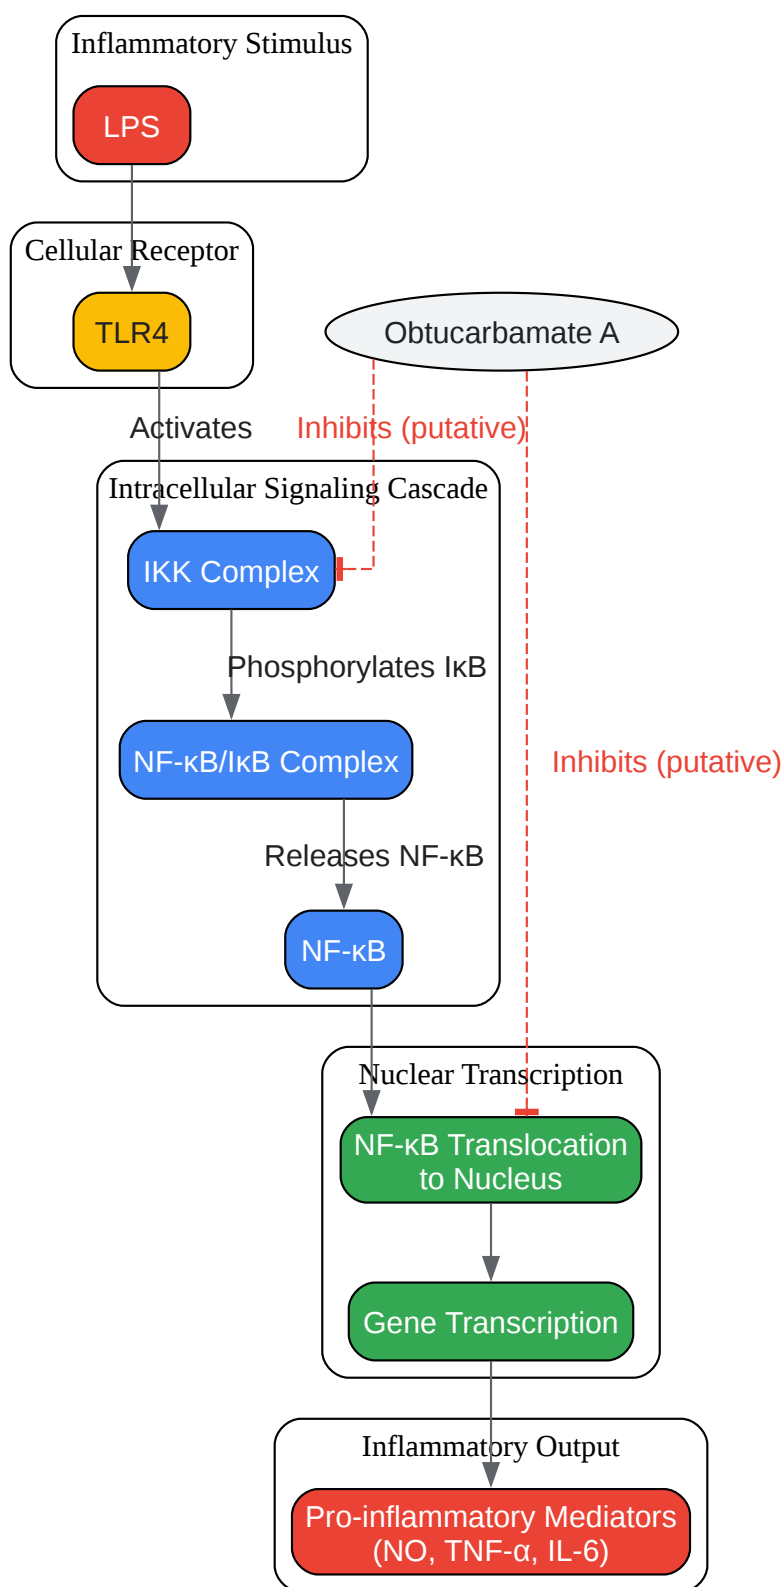 Inflammatory Stimulus
LPS
Cellular Receptor
TLR4
Obtucarbamate A
Activates
Inhibits (putative)
Intracellular Signaling Cascade
IKK Complex
Phosphorylates IκB
NF-κB/IκB Complex
Inhibits (putative)
Releases NF-κB
NF-κB
Nuclear Transcription
NF-κB Translocation
to Nucleus
Gene Transcription
Inflammatory Output
Pro-inflammatory Mediators
(NO, TNF-α, IL-6)